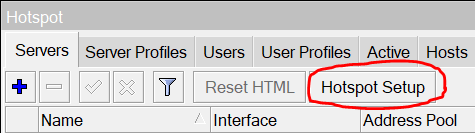 Hotspot
Servers Server Profiles Users User Profiles Active Hosts
Reset HTML Hotspot Setup
Name Interface Address Pool